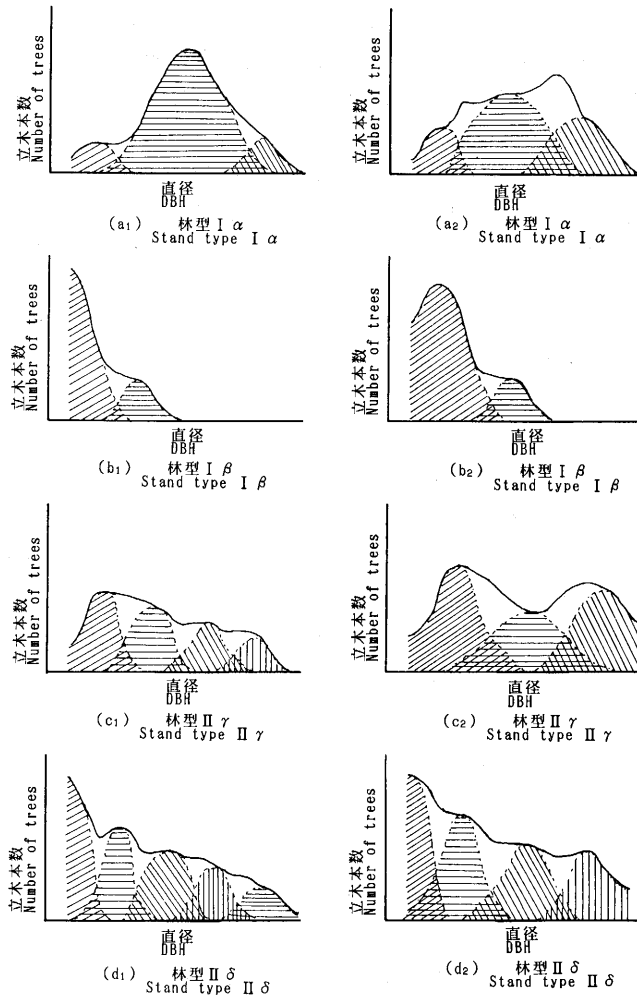 立木本数
Number of trees
直径
DBH
(a₁) 林型 Ⅰ α
Stand type Ⅰ α
立木本数
Number of trees
直径
DBH
(a₂) 林型 Ⅰ α
Stand type Ⅰ α
立木本数
Number of trees
直径
DBH
(b₁) 林型 Ⅰ β
Stand type Ⅰ β
立木本数
Number of trees
直径
DBH
(b₂) 林型 Ⅰ β
Stand type Ⅰ β
立木本数
Number of trees
直径
DBH
(c₁) 林型 Ⅱ γ
Stand type Ⅱ γ
立木本数
Number of trees
直径
DBH
(c₂) 林型 Ⅱ γ
Stand type Ⅱ γ
立木本数
Number of trees
直径
DBH
(d₁) 林型 Ⅱ δ
Stand type Ⅱ δ
立木本数
Number of trees
直径
DBH
(d₂) 林型 Ⅱ δ
Stand type Ⅱ δ